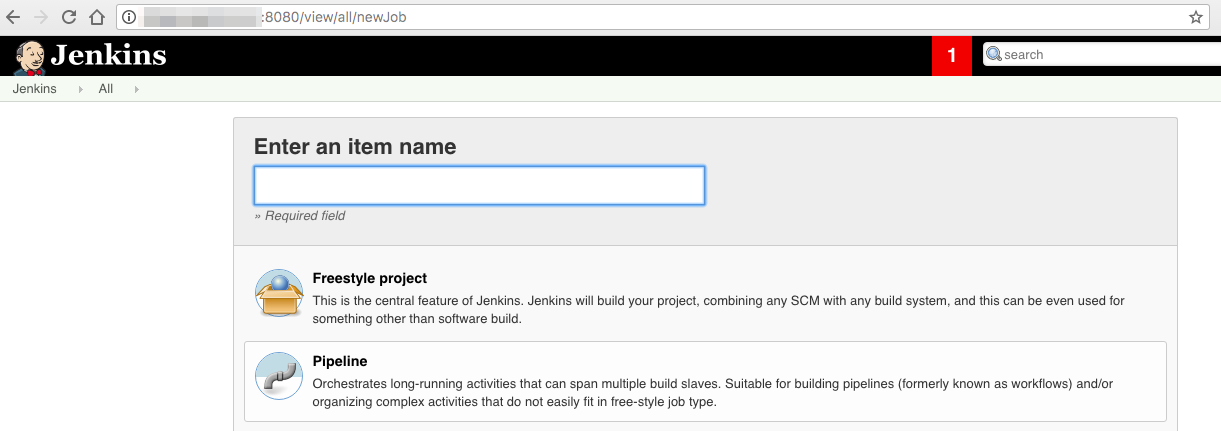 :8080/view/all/newJob
Jenkins
1
search
Jenkins
All
Enter an item name
» Required field
Freestyle project
This is the central feature of Jenkins. Jenkins will build your project, combining any SCM with any build system, and this can be even used for
something other than software build.
Pipeline
Orchestrates long-running activities that can span multiple build slaves. Suitable for building pipelines (formerly known as workflows) and/or
organizing complex activities that do not easily fit in free-style job type.